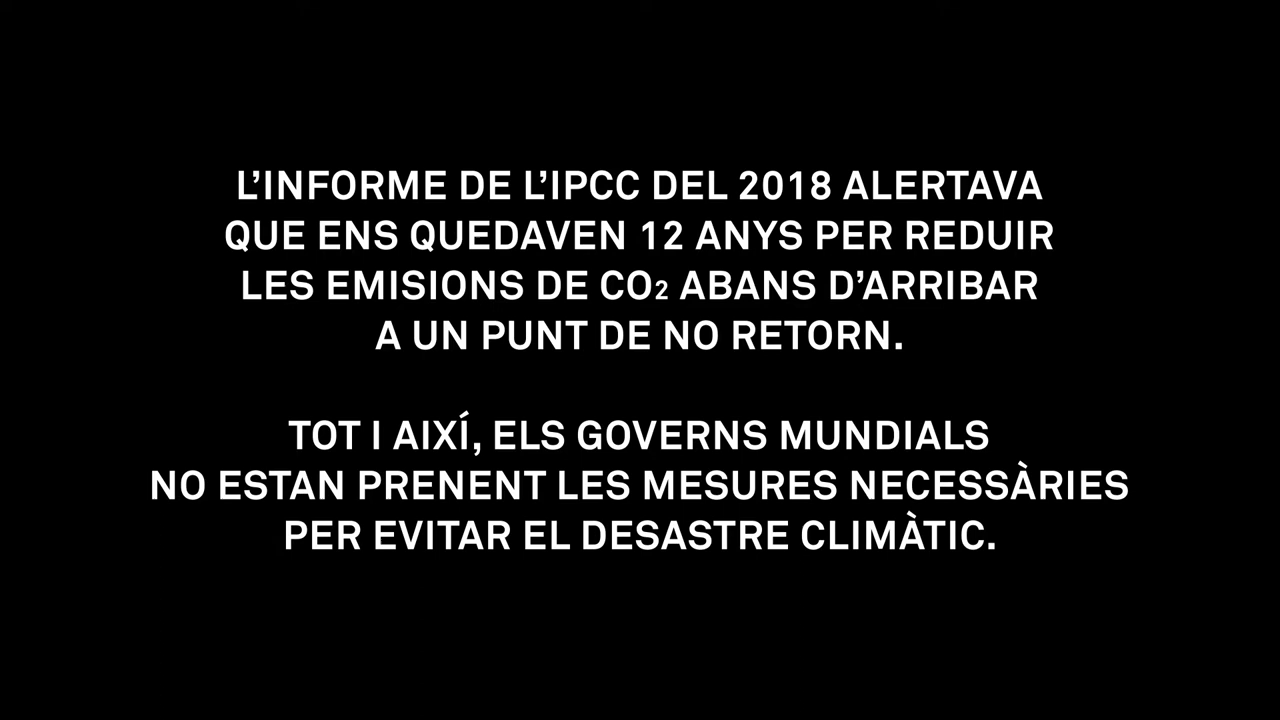 L’INFORME DE L’IPCC DEL 2018 ALERTAVA
QUE ENS QUEDAVEN 12 ANYS PER REDUIR
LES EMISIONS DE CO₂ ABANS D’ARRIBAR
A UN PUNT DE NO RETORN.
TOT I AIXÍ, ELS GOVERNS MUNDIALS
NO ESTAN PRENENT LES MESURES NECESSÀRIES
PER EVITAR EL DESASTRE CLIMÀTIC.